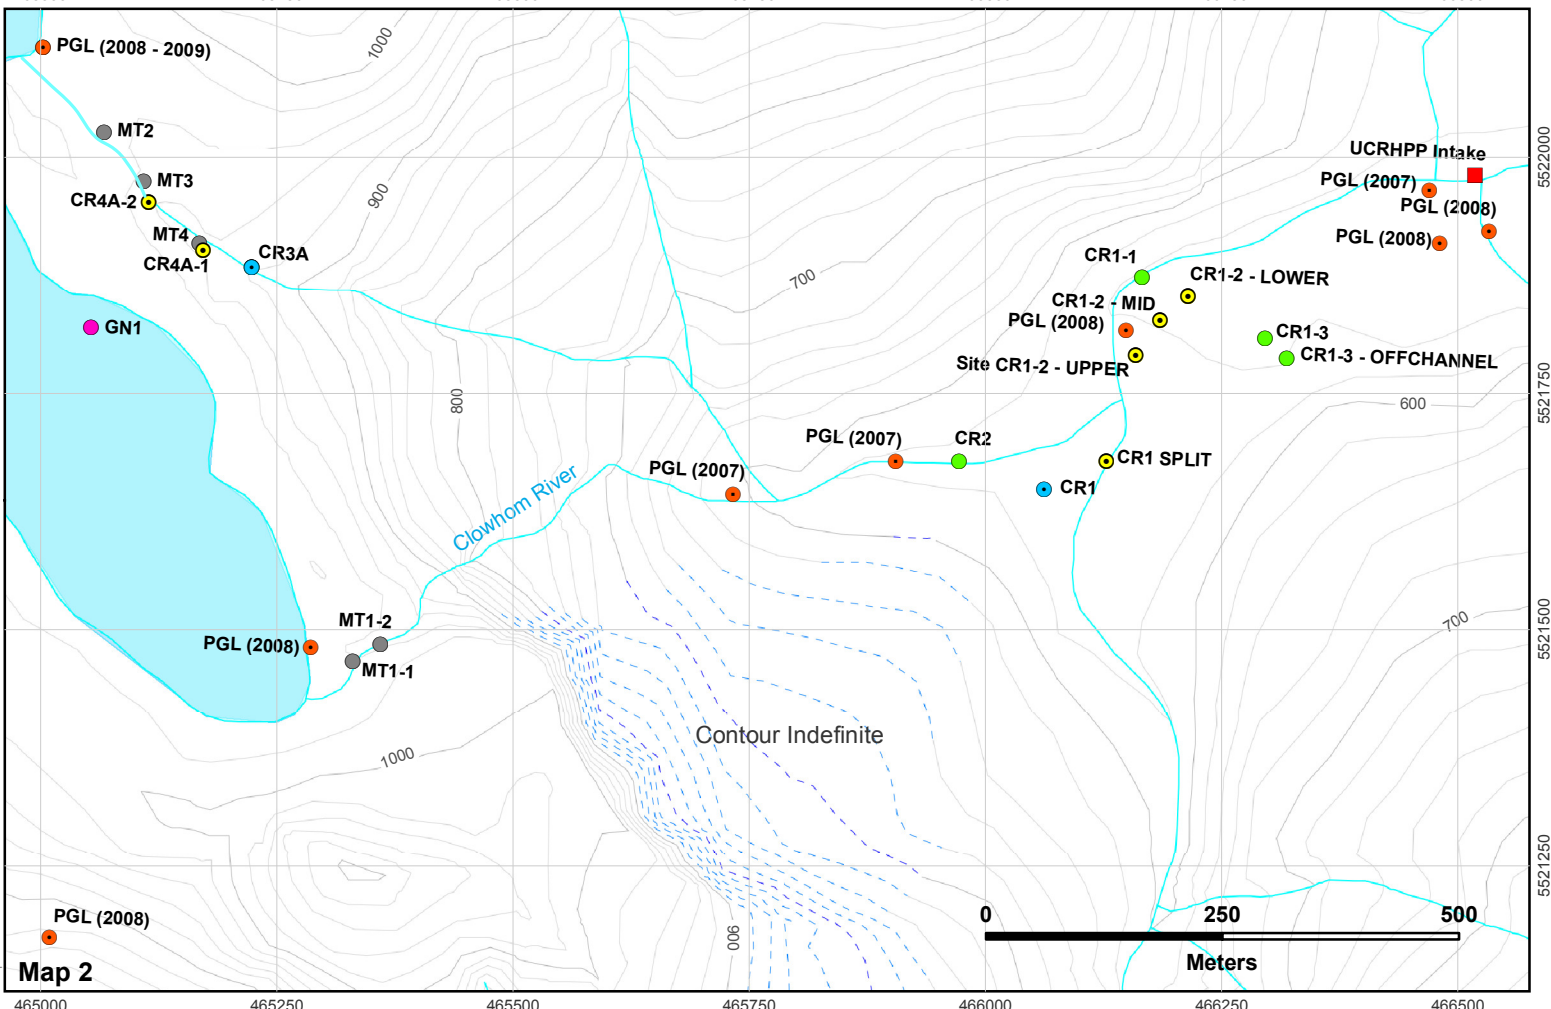 PGL (2008 - 2009)
1000
MT2
5522000
UCRHPP Intake
MT3
PGL (2007)
900
CR4A-2
PGL (2008)
MT4
PGL (2008)
CR3A
CR1-1
CR4A-1
700
CR1-2 - LOWER
CR1-2 - MID
PGL (2008)
GN1
CR1-3
CR1-3 - OFFCHANNEL
Site CR1-2 - UPPER
5521750
800
600
PGL (2007)
CR2
CR1 SPLIT
PGL (2007)
CR1
Clowhom River
MT1-2
700
5521500
PGL (2008)
MT1-1
Contour Indefinite
1000
5521250
PGL (2008)
0
250
500
900
Meters
Map 2
465000
465250
465500
465750
466000
466250
466500